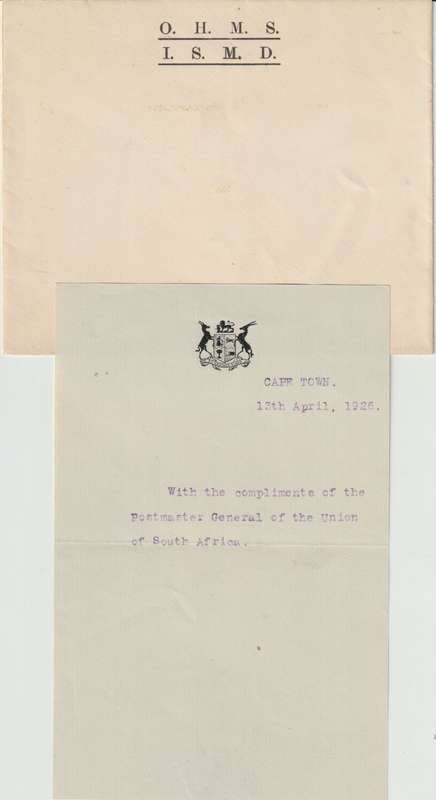 O. H. M. S.
I. S. M. D.
CAPE TOWN.
13th April, 1926.
With the compliments of the
Postmaster General of the Union
of South Africa.